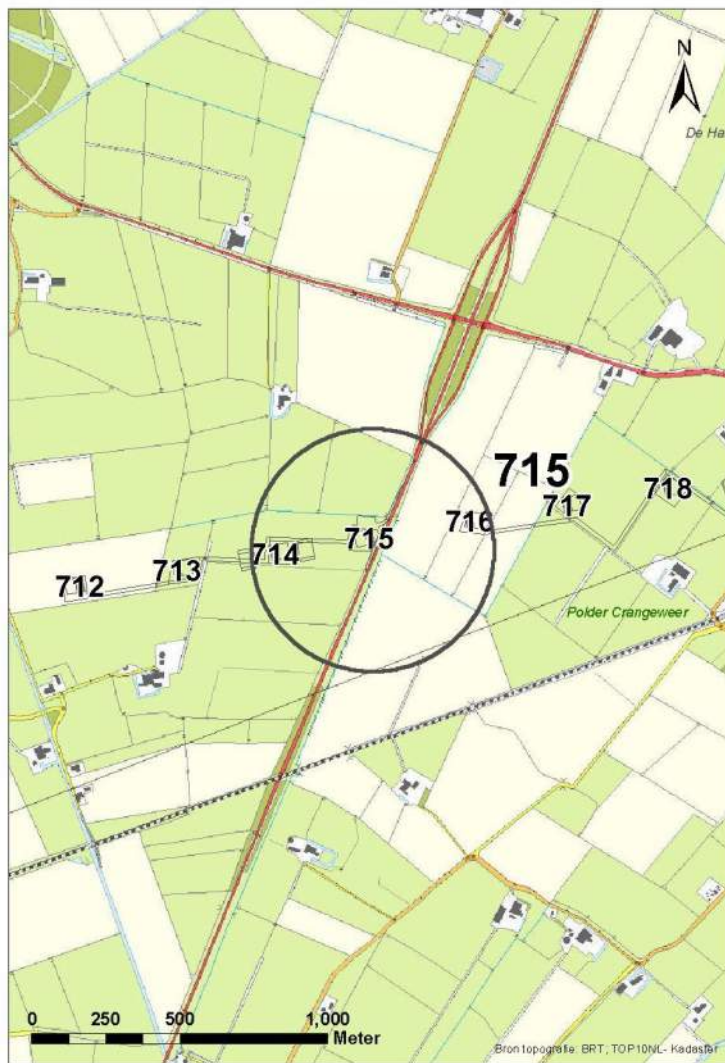 N
De Ha
715
718
717
716
715
714
713
712
Polder Crangeweer
0 250 500 1,000
Meter
Bron topografie: BRT; TOP10NL- Kadaster